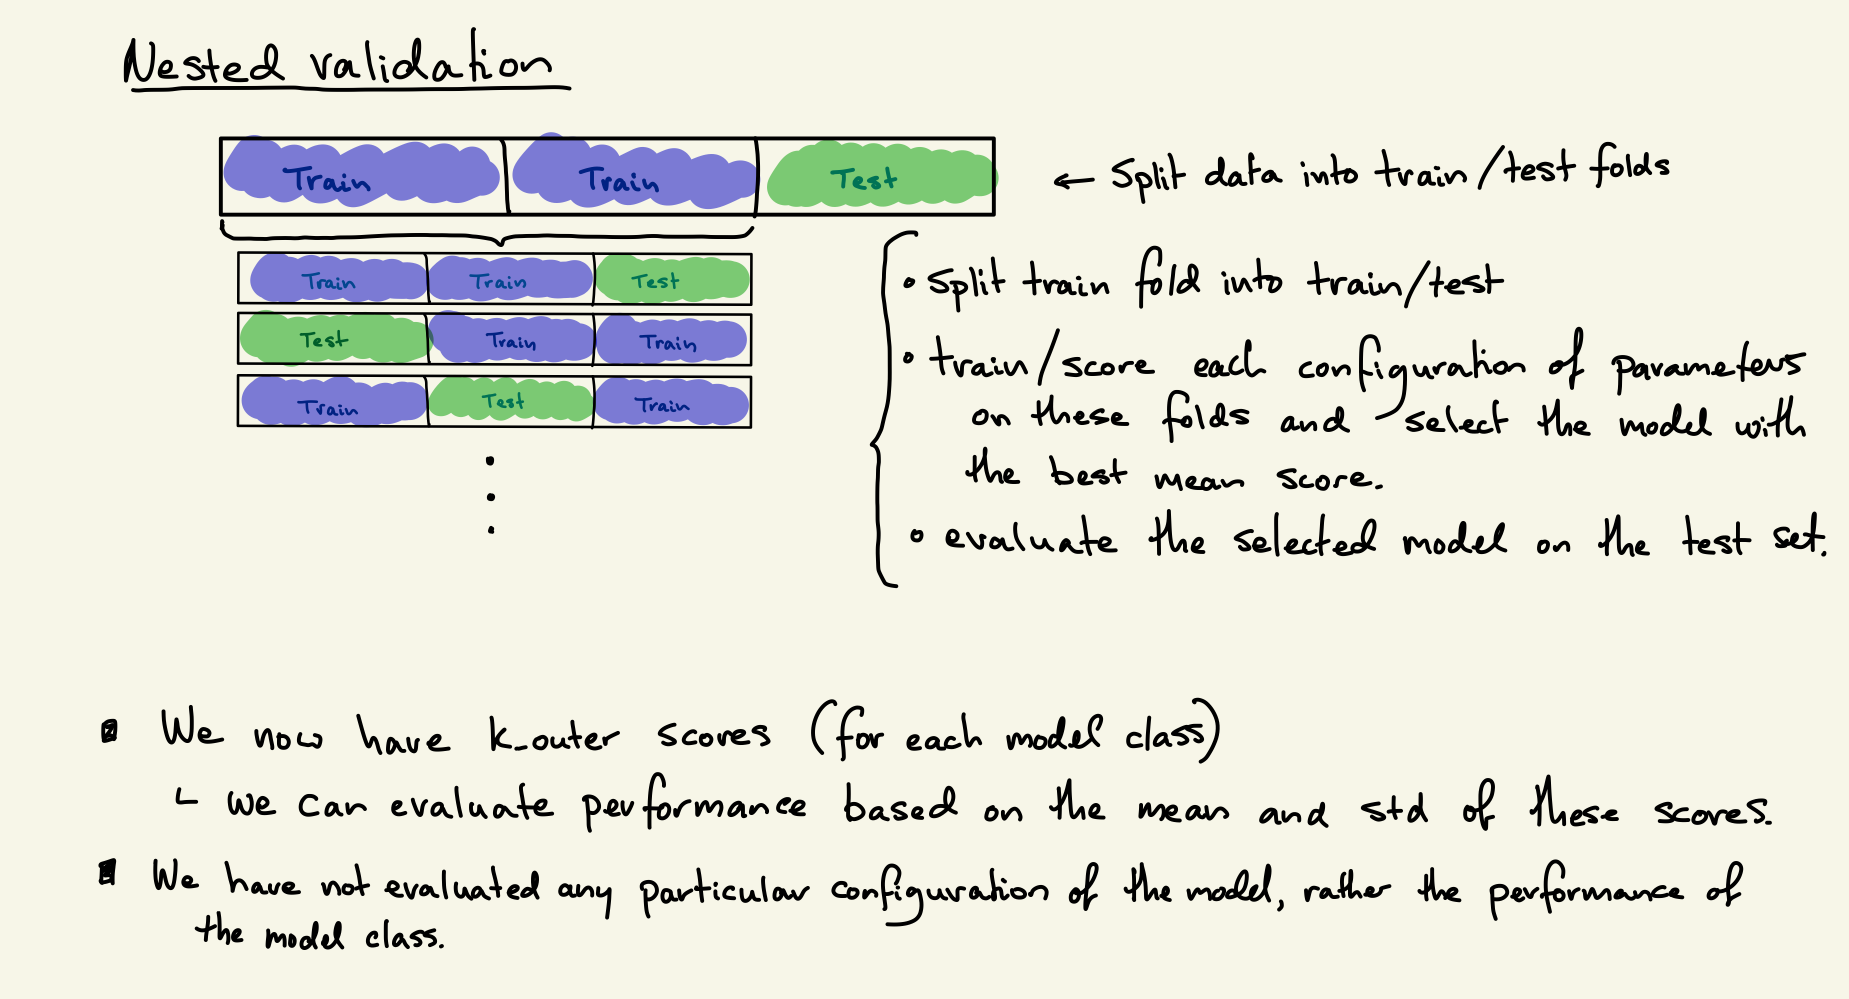 Nested validation
Train Train Test
← Split data into train/test folds
Train Train Test
Test Train Train
Train Test Train
• Split train fold into train/test
• train/score each configuration of parameters
on these folds and select the model with
the best mean score.
• evaluate the selected model on the test set.
We now have k_outer scores (for each model class)
we can evaluate performance based on the mean and std of these scores.
We have not evaluated any particular configuration of the model, rather the performance of
the model class.